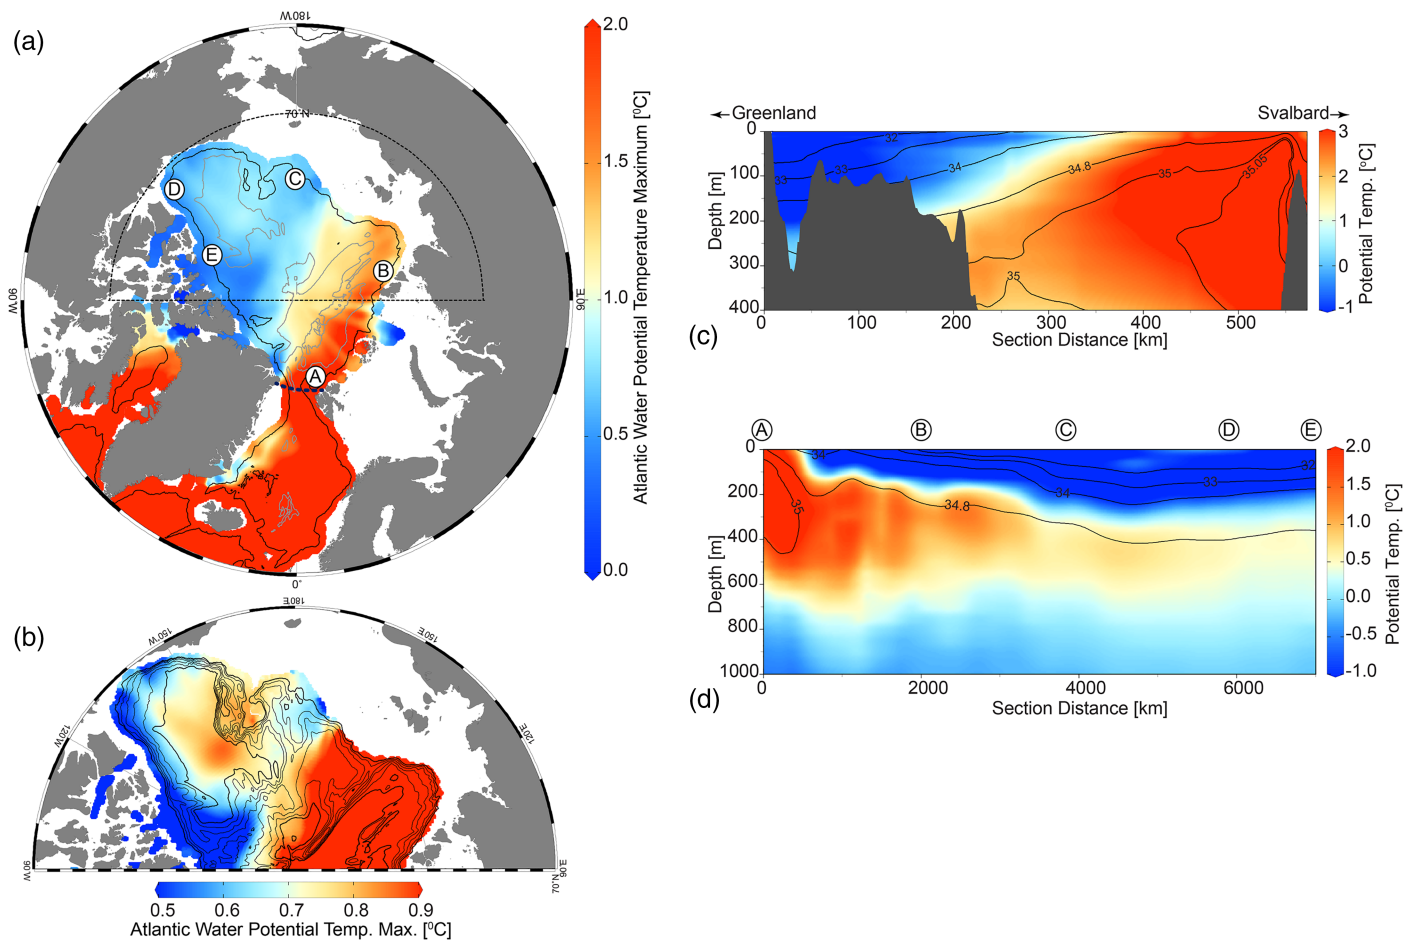 (a)
180°W
70°N
90°W
90°E
0°
A
B
C
D
E
2.0
1.5
1.0
0.5
0.0
Atlantic Water Potential Temperature Maximum [⁰C]
(b)
180°E
150°W
150°E
120°W
120°E
90°W
90°E
70°N
0.5 0.6 0.7 0.8 0.9
Atlantic Water Potential Temp. Max. [⁰C]
←Greenland Svalbard→
0
100
200
300
400
Depth [m]
32
33
33
34
34.8
35
35.05
35
0 100 200 300 400 500
Section Distance [km]
(c)
3
2
1
0
-1
Potential Temp. [⁰C]
A B C D E
0
200
400
600
800
1000
Depth [m]
34
35
34.8
34
33
32
0 2000 4000 6000
Section Distance [km]
(d)
2.0
1.5
1.0
0.5
0.0
-0.5
-1.0
Potential Temp. [⁰C]